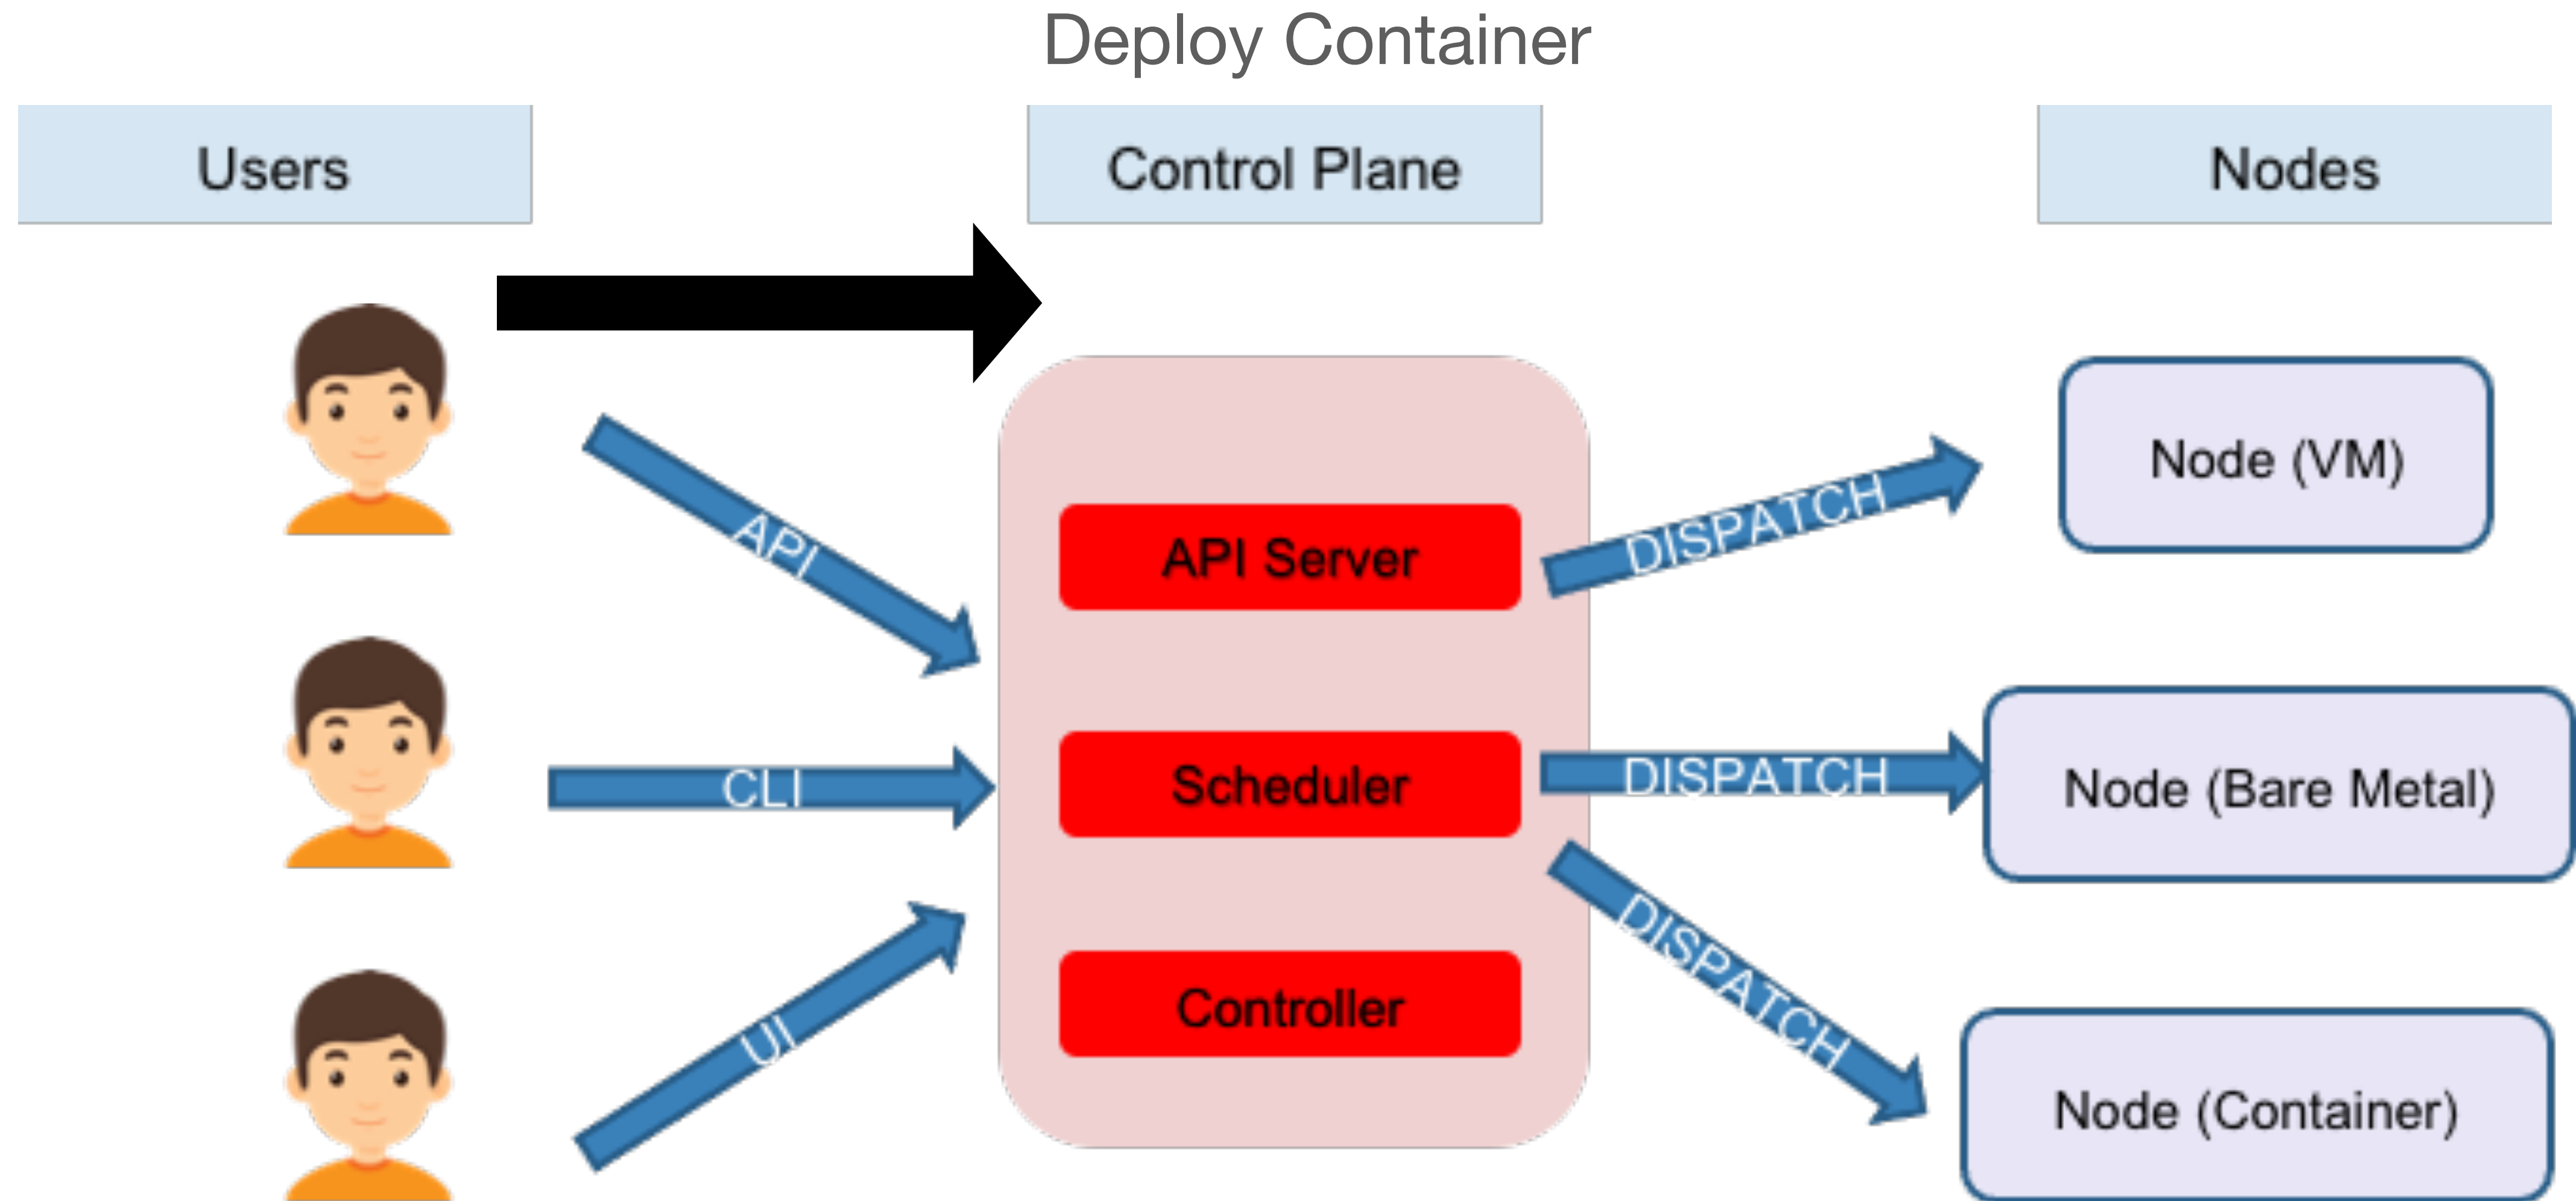 Deploy Container
Users
Control Plane
Nodes
API
CLI
UI
API Server
Scheduler
Controller
DISPATCH
DISPATCH
DISPATCH
Node (VM)
Node (Bare Metal)
Node (Container)